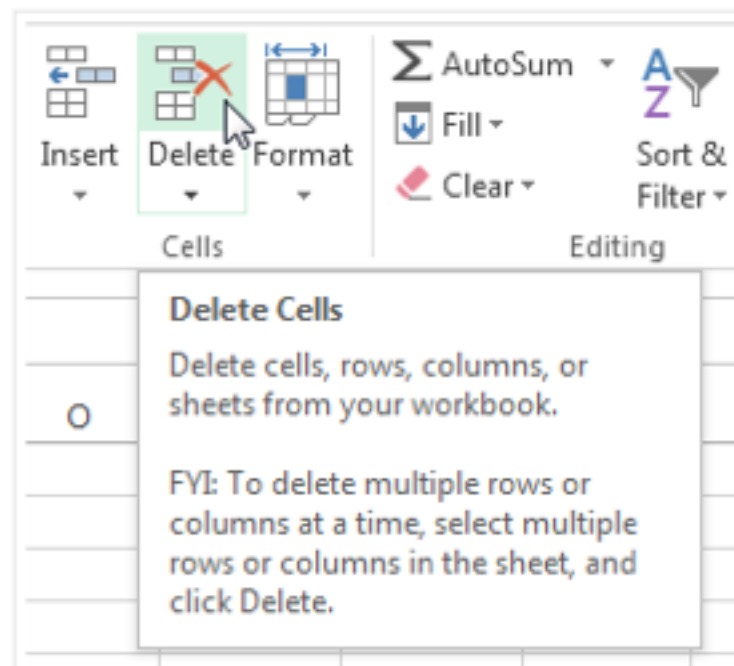 Insert
Delete
Format
AutoSum
Fill
Clear
Sort &
Filter
A
Z
Cells
Editing
O
Delete Cells
Delete cells, rows, columns, or
sheets from your workbook.
FYI: To delete multiple rows or
columns at a time, select multiple
rows or columns in the sheet, and
click Delete.